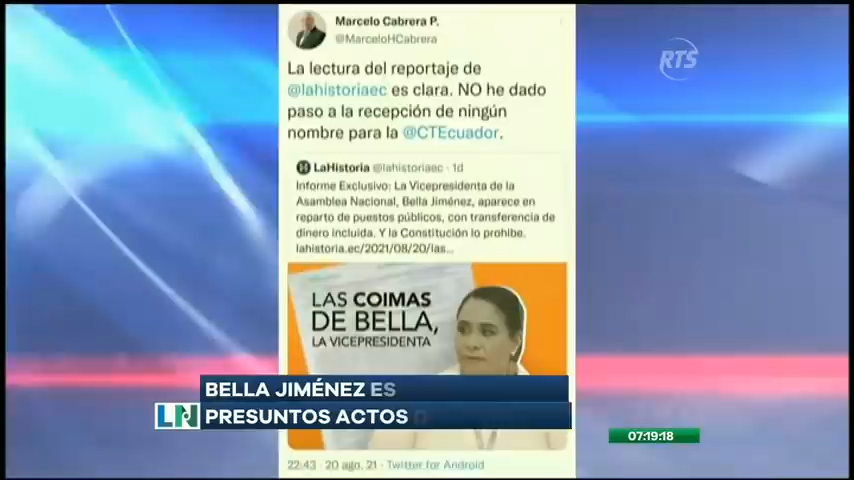 Marcelo Cabrera P.
@MarceloHCabrera
RTS
La lectura del reportaje de
@lahistoriaec es clara. NO he dado
paso a la recepción de ningún
nombre para la @CTEcuador.
H LaHistoria @lahistoriaec · 1d
Informe Exclusivo: La Vicepresidenta de la
Asamblea Nacional, Bella Jiménez, aparece en
reparto de puestos públicos, con transferencia de
dinero incluida. Y la Constitución lo prohibe.
lahistoria.ec/2021/08/20/las...
LAS COIMAS
DE BELLA,
LA VICEPRESIDENTA
BELLA JIMÉNEZ ES
LN PRESUNTOS ACTOS
07:19:18
22:43 · 20 ago. 21 · Twitter for Android